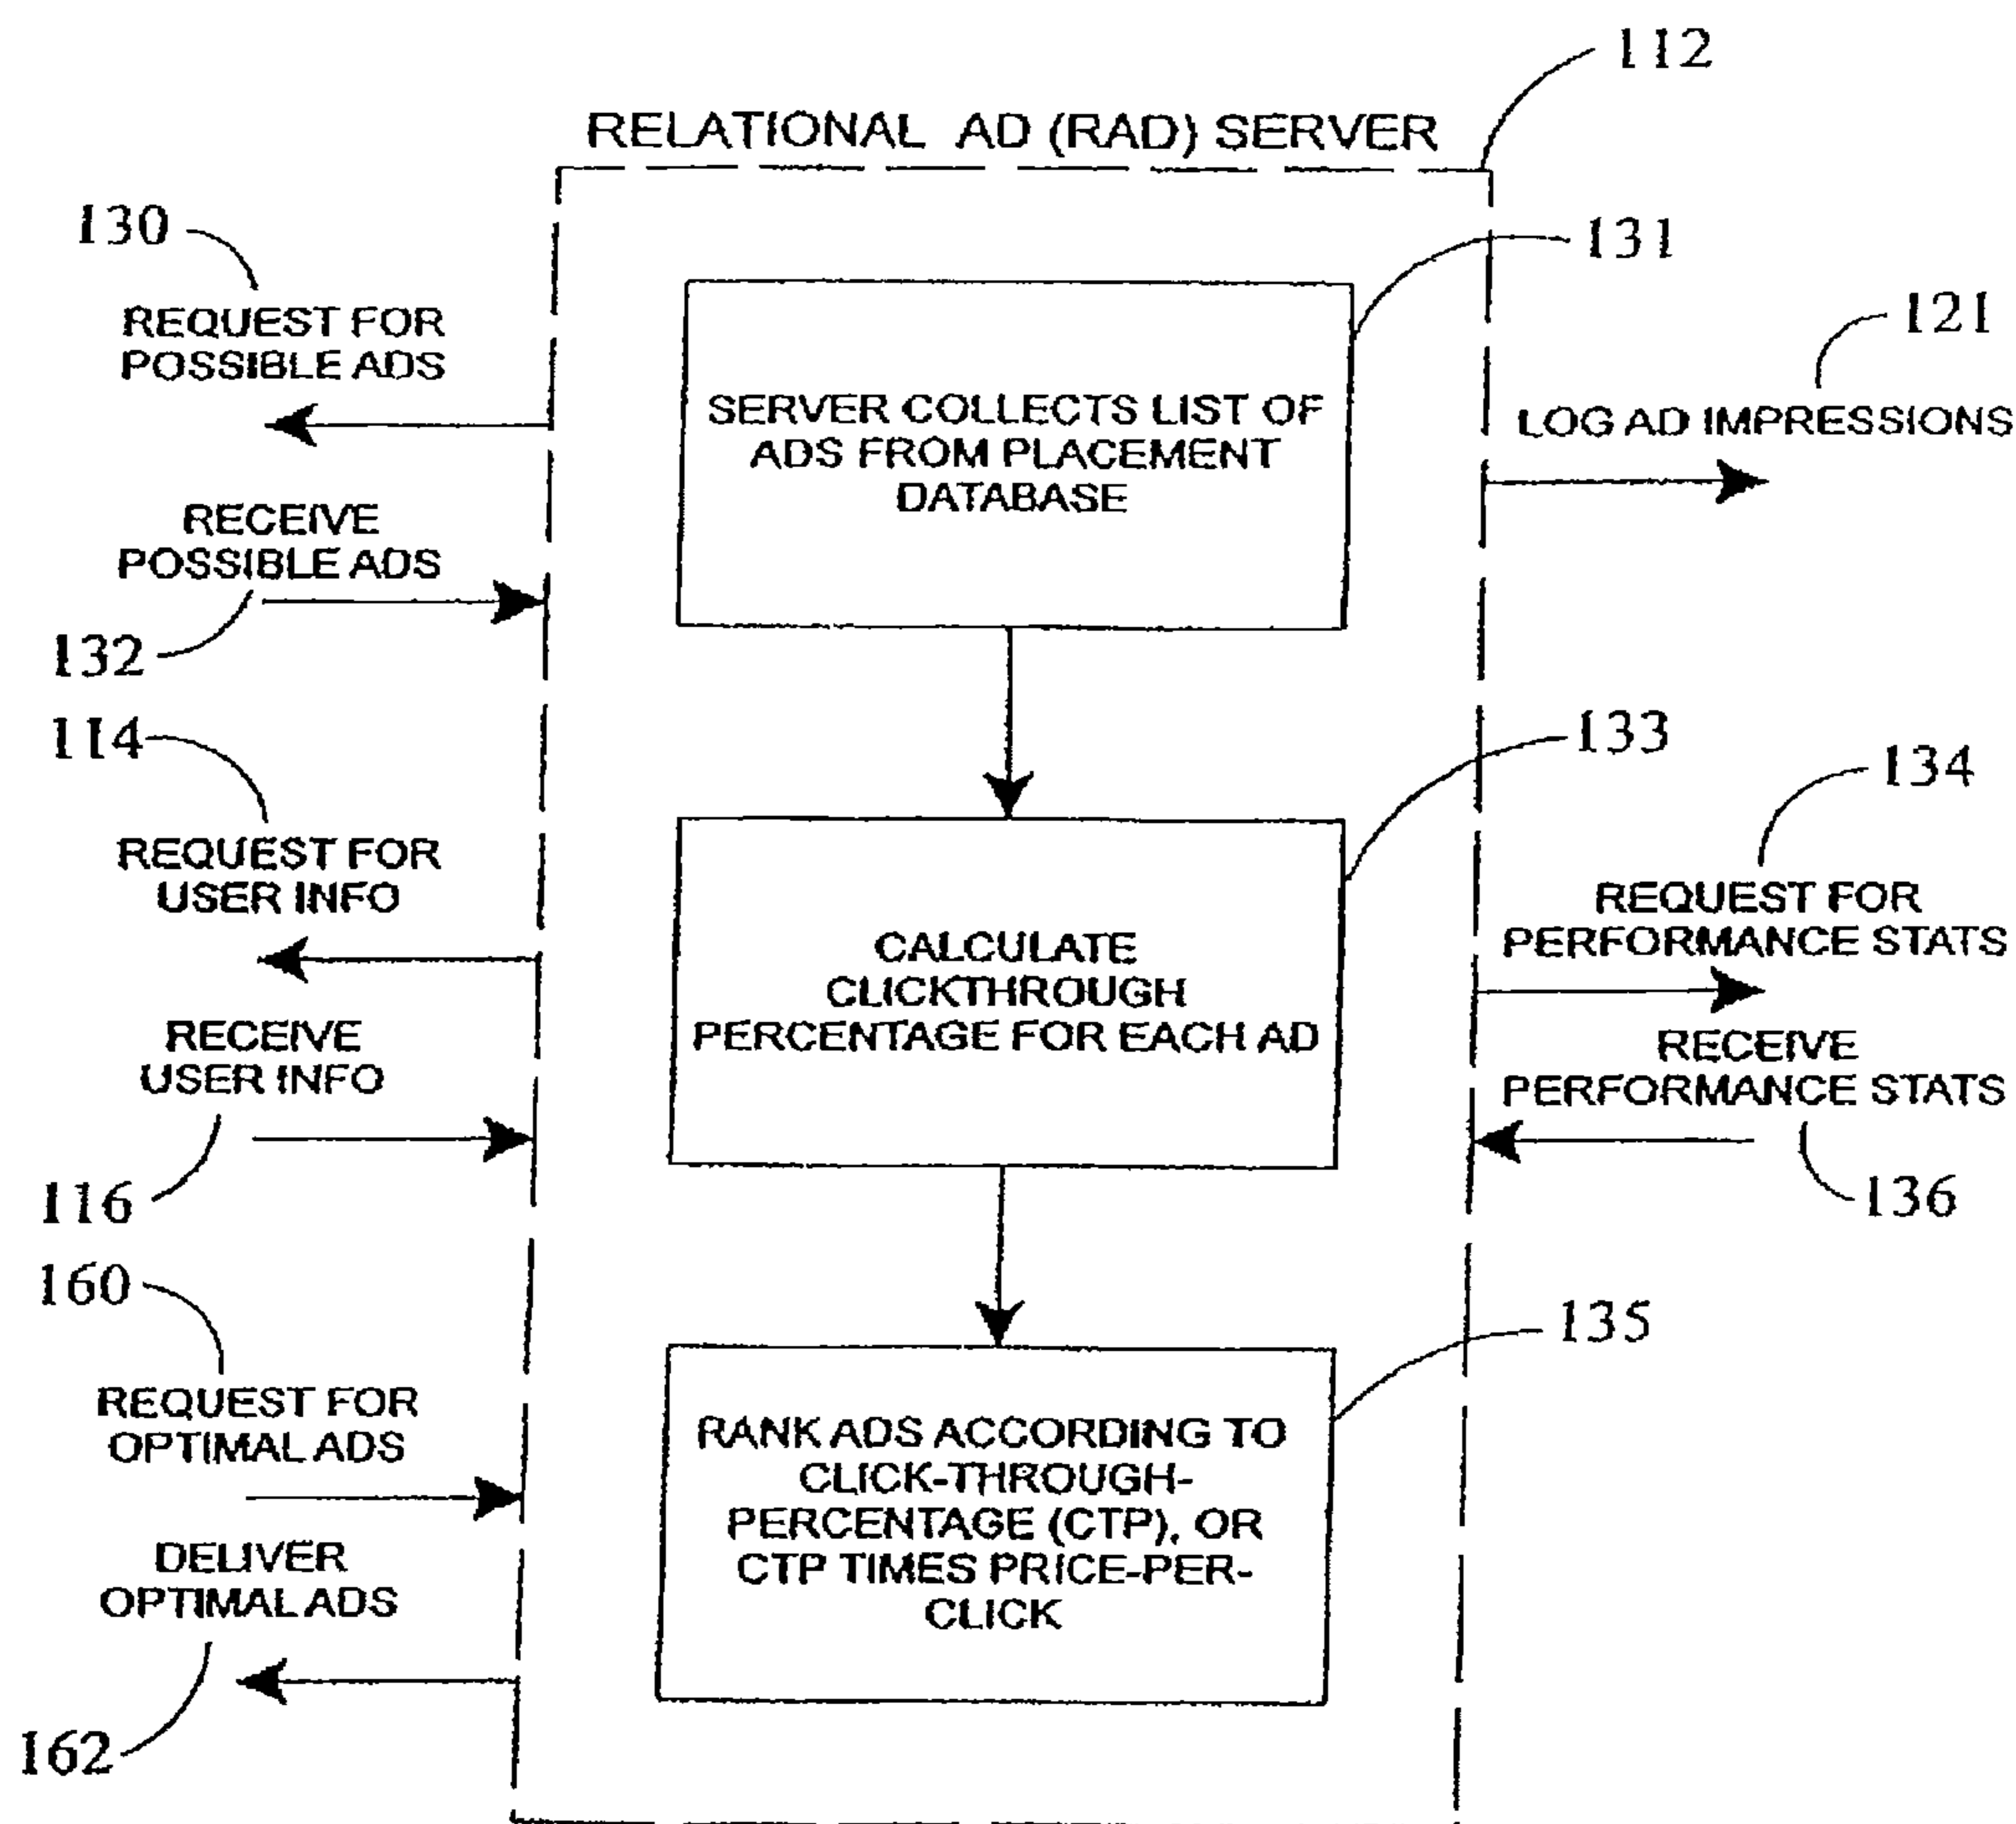 112
RELATIONAL AD (RAD) SERVER
130
REQUEST FOR
POSSIBLE ADS
RECEIVE
POSSIBLE ADS
132
114
REQUEST FOR
USER INFO
RECEIVE
USER INFO
116
160
REQUEST FOR
OPTIMAL ADS
DELIVER
OPTIMAL ADS
162
131
SERVER COLLECTS LIST OF
ADS FROM PLACEMENT
DATABASE
133
CALCULATE
CLICKTHROUGH
PERCENTAGE FOR EACH AD
135
RANK ADS ACCORDING TO
CLICK-THROUGH-
PERCENTAGE (CTP), OR
CTP TIMES PRICE-PER-
CLICK
121
LOG AD IMPRESSIONS
134
REQUEST FOR
PERFORMANCE STATS
RECEIVE
PERFORMANCE STATS
136